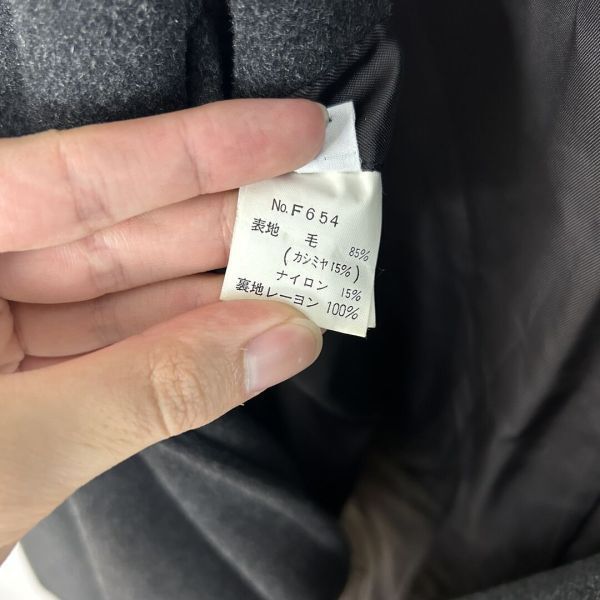 No.F654
表地 毛 85%
(カシミヤ15%)
ナイロン 15%
裏地レーヨン 100%